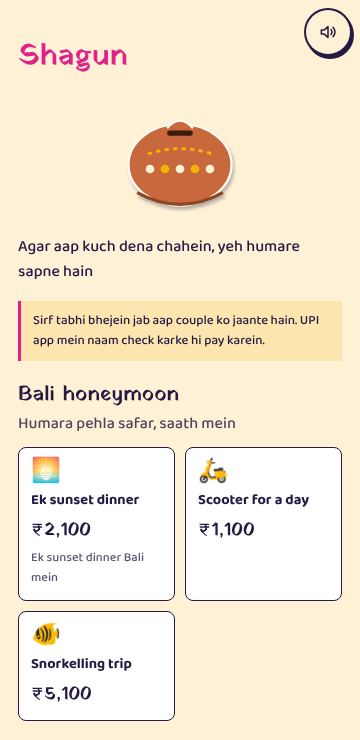 Shagun
Agar aap kuch dena chahein, yeh humare
sapne hain
Sirf tabhi bhejein jab aap couple ko jaante hain. UPI
app mein naam check karke hi pay karein.
Bali honeymoon
Humara pehla safar, saath mein
Ek sunset dinner
₹2,100
Ek sunset dinner Bali
mein
Scooter for a day
₹1,100
Snorkelling trip
₹5,100